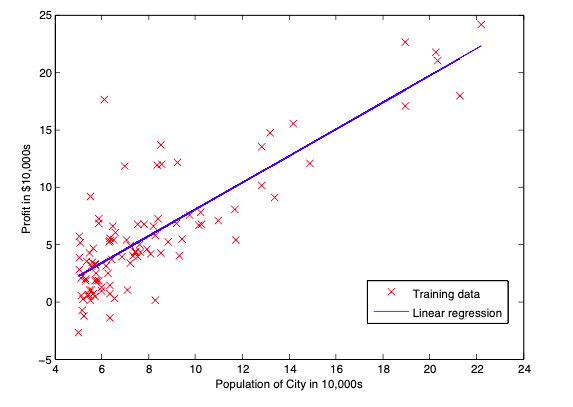 25
20
15
10
5
0
−5
4 6 8 10 12 14 16 18 20 22 24
Profit in $10,000s
Population of City in 10,000s
Training data
Linear regression